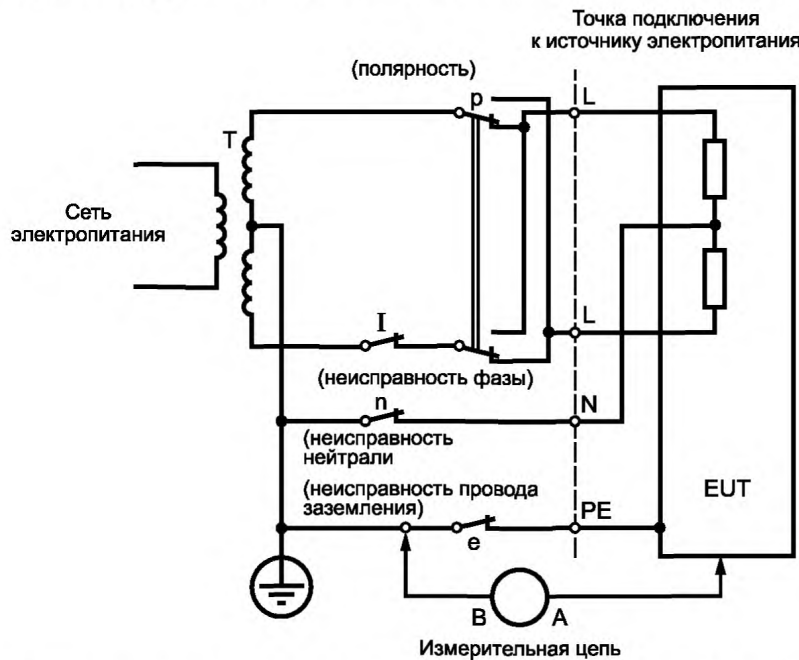 Точка подключения
к источнику электропитания
(полярность)
p
L
T
Сеть
электропитания
I
L
(неисправность фазы)
n
N
(неисправность
нейтрали
(неисправность провода
заземления)
PE
EUT
e
B
A
Измерительная цепь